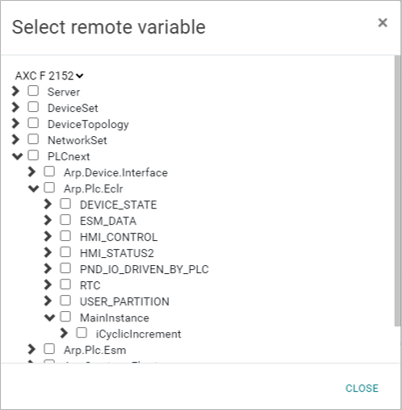 Select remote variable
×
AXC F 2152
Server
DeviceSet
DeviceTopology
NetworkSet
PLCnext
Arp.Device.Interface
Arp.Plc.Eclr
DEVICE_STATE
ESM_DATA
HMI_CONTROL
HMI_STATUS2
PND_IO_DRIVEN_BY_PLC
RTC
USER_PARTITION
MainInstance
iCyclicIncrement
Arp.Plc.Esm
CLOSE